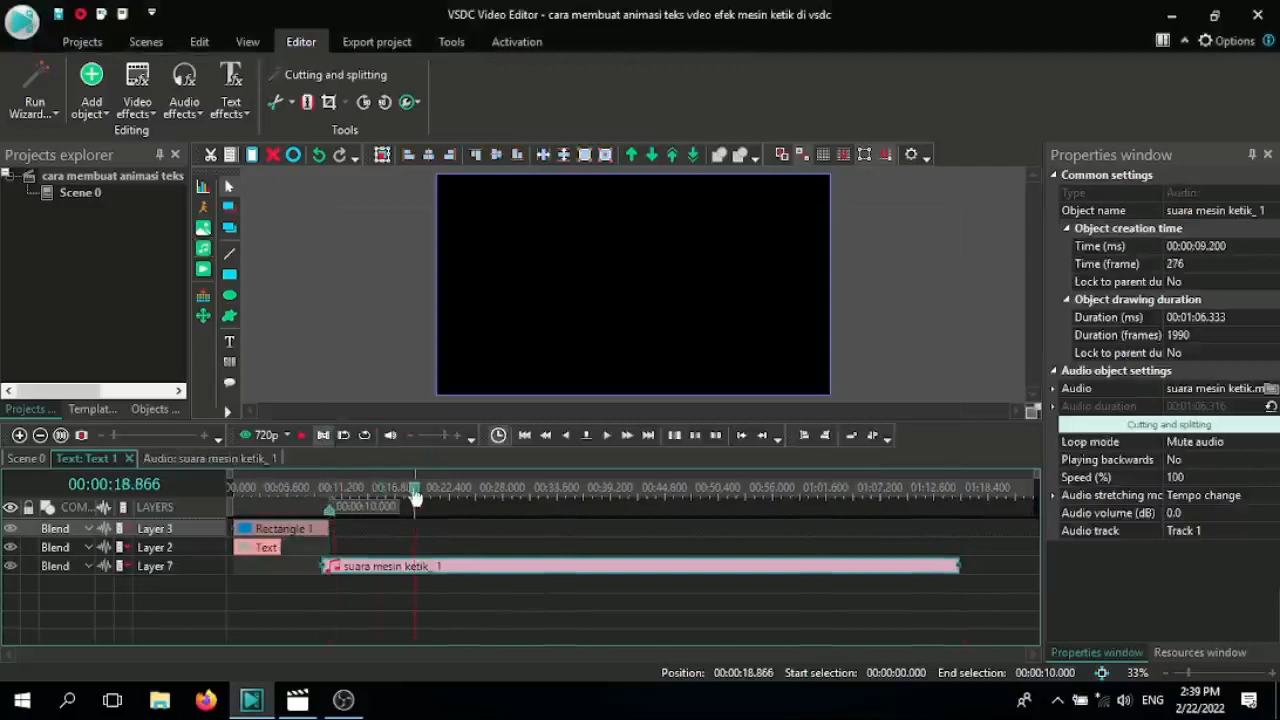 VSDC Video Editor - cara membuat animasi teks vdeo efek mesin ketik di vsdc
Projects Scenes Edit View Editor Export project Tools Activation Options
Run Wizard...
Add object
Video effects
Audio effects
Text effects
Cutting and splitting
Editing
Tools
Projects explorer
cara membuat animasi teks
Scene 0
Projects ... Templat... Objects ...
Properties window
Common settings
Type Audio:
Object name suara mesin ketik_ 1
Object creation time
Time (ms) 00:00:09.200
Time (frame) 276
Lock to parent du No
Object drawing duration
Duration (ms) 00:01:06.333
Duration (frames) 1990
Lock to parent du No
Audio object settings
Audio suara mesin ketik.m
Audio duration 00:01:06.316
Cutting and splitting
Loop mode Mute audio
Playing backwards No
Speed (%) 100
Audio stretching mc Tempo change
Audio volume (dB) 0.0
Audio track Track 1
Properties window Resources window
720p
Scene 0 Text: Text 1 Audio: suara mesin ketik_ 1
00:00:18.866
00:05.600 00:11.200 00:22.400 00:28.000 00:33.600 00:39.200 00:44.800 00:50.400 00:56.000 01:01.600 01:07.200 01:12.800 01:18.400
00:00:10.000
COM... LAYERS
Blend Layer 3 Rectangle 1
Blend Layer 2 Text
Blend Layer 7 suara mesin ketik_ 1
Position: 00:00:18.866 Start selection: 00:00:00.000 End selection: 00:00:10.000 33%
ENG
2:39 PM
2/22/2022